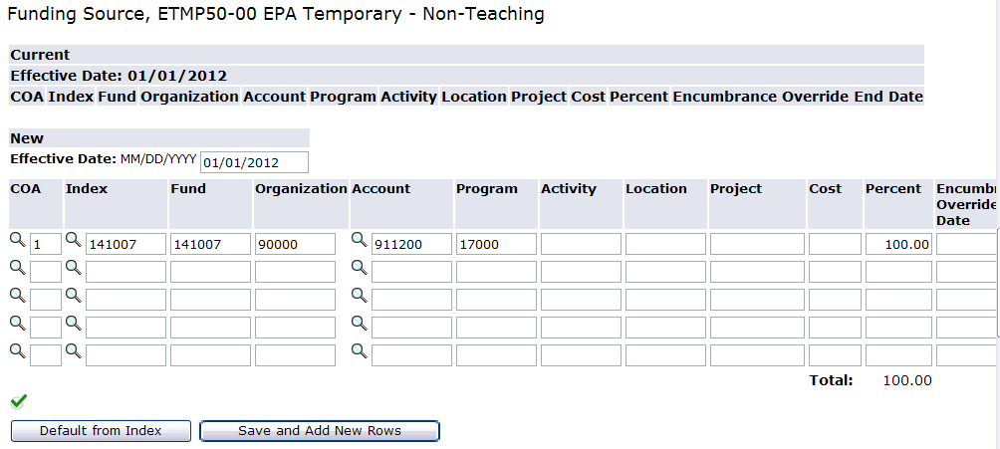 Funding Source, ETMP50-00 EPA Temporary - Non-Teaching
Current
Effective Date: 01/01/2012
COA Index Fund Organization Account Program Activity Location Project Cost Percent Encumbrance Override End Date
New
Effective Date: MM/DD/YYYY 01/01/2012
COA Index Fund Organization Account Program Activity Location Project Cost Percent
Override
Date
1 141007 141007 90000 911200 17000 100.00
Total: 100.00
Default from Index Save and Add New Rows